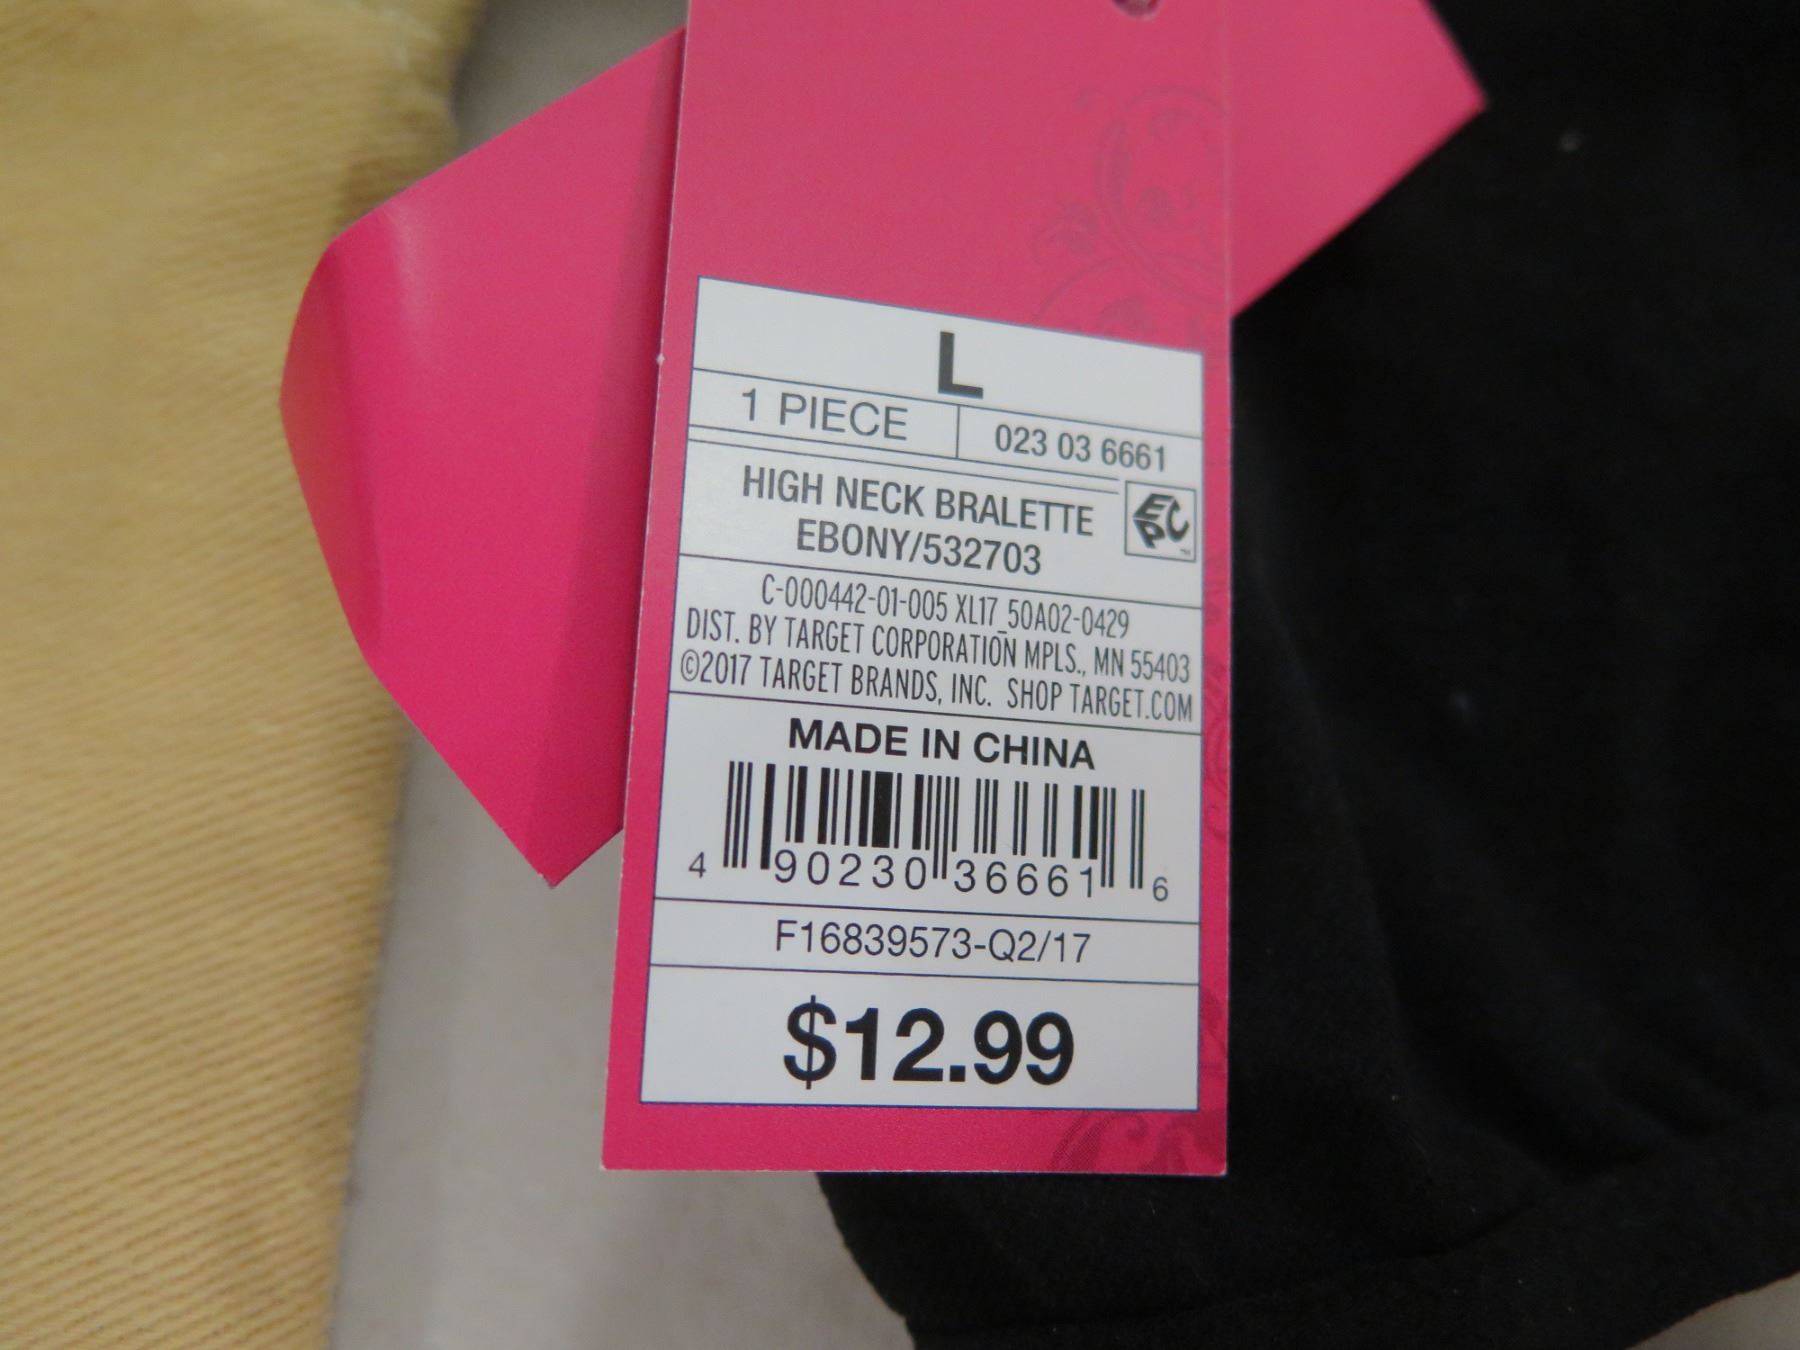 L
1 PIECE
023 03 6661
HIGH NECK BRALETTE
EBONY/532703
EPC™
C-000442-01-005 XL17_50A02-0429
DIST. BY TARGET CORPORATION MPLS., MN 55403
©2017 TARGET BRANDS, INC. SHOP TARGET.COM
MADE IN CHINA
4 90230 36661 6
F16839573-Q2/17
$12.99